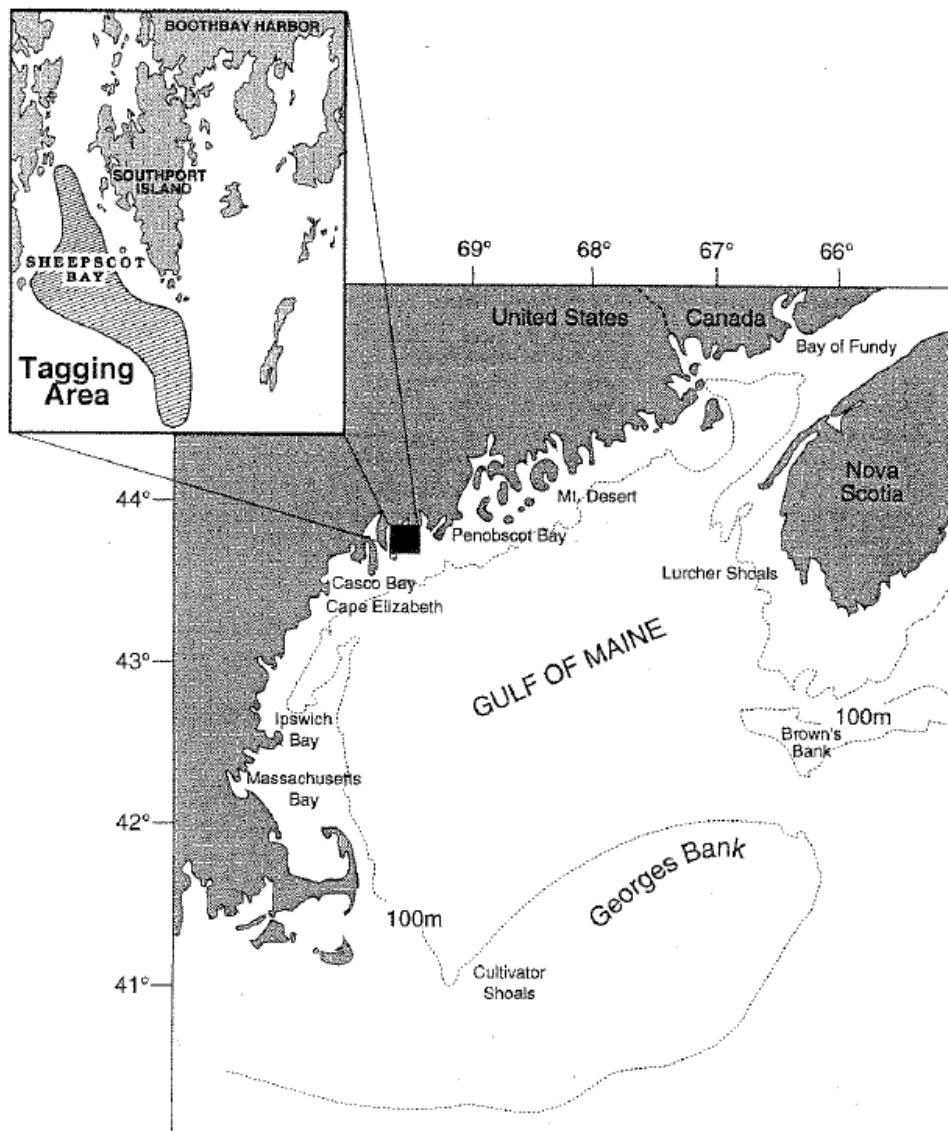 BOOTHBAY HARBOR
SOUTHPORT
ISLAND
SHEEPSCOT
BAY
Tagging
Area
69° 68° 67° 66°
United States
Canada
Bay of Fundy
Nova
Scotia
44°
Mt. Desert
Penobscot Bay
Lurcher Shoals
Casco Bay
Cape Elizabeth
GULF OF MAINE
43°
100m
Ipswich
Bay
Brown's
Bank
Massachusetts
Bay
42°
Georges Bank
100m
Cultivator
Shoals
41°